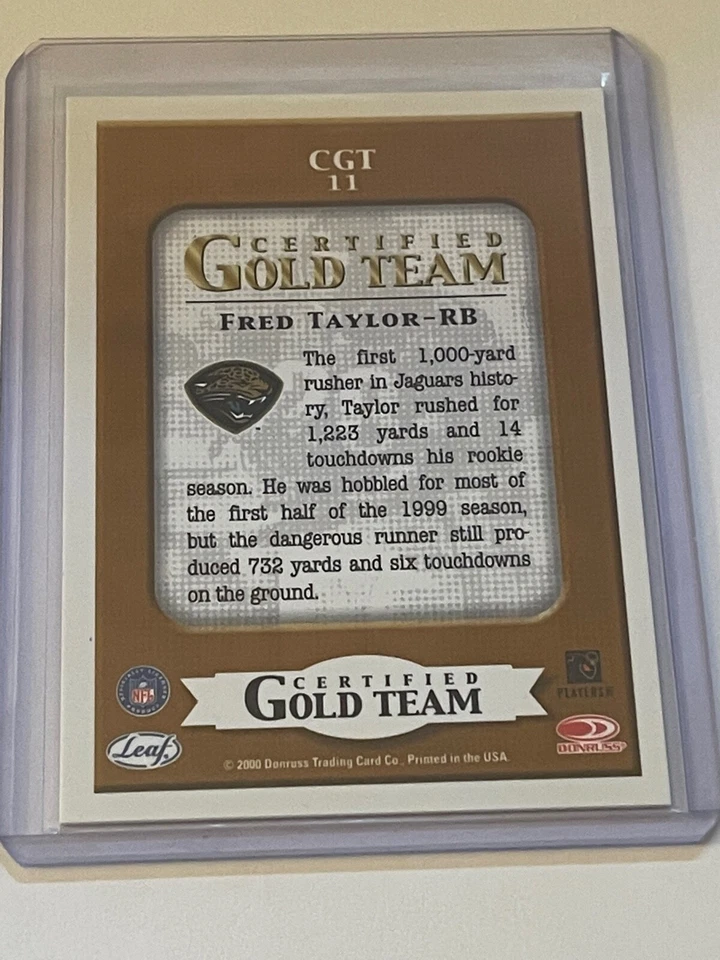 CGT
11
CERTIFIED
GOLD TEAM
FRED TAYLOR-RB
The first 1,000-yard
rusher in Jaguars histo-
ry, Taylor rushed for
1,223 yards and 14
touchdowns his rookie
season. He was hobbled for most of
the first half of the 1999 season,
but the dangerous runner still pro-
duced 732 yards and six touchdowns
on the ground.
CERTIFIED
GOLD TEAM
NFL
PLAYERS
Leaf
DONRUSS
© 2000 Donruss Trading Card Co., Printed in the USA.